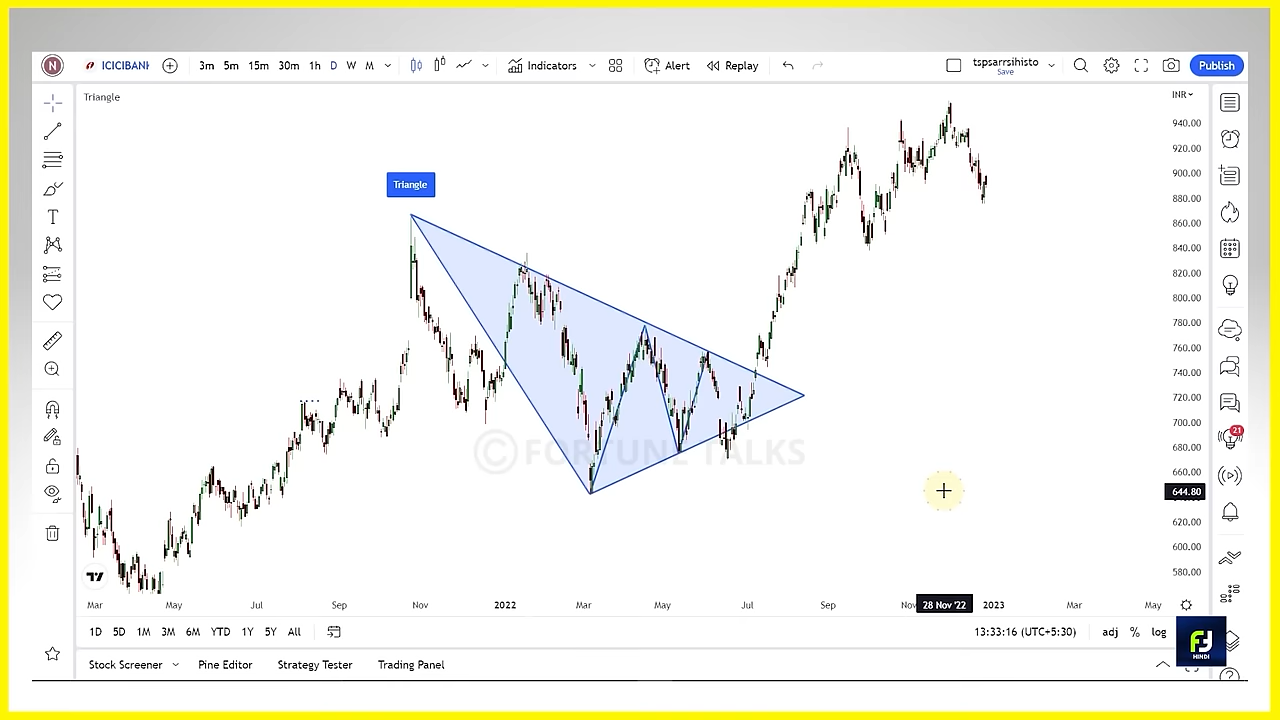 N ICICIBANK 3m 5m 15m 30m 1h D W M Indicators Alert Replay tspsarrsihisto Save Publish
Triangle
INR
940.00
920.00
900.00
880.00
860.00
840.00
820.00
800.00
780.00
760.00
740.00
720.00
700.00
680.00
660.00
644.80
620.00
600.00
580.00
Triangle
21
© FORTUNE TALKS
Mar May Jul Sep Nov 2022 Mar May Jul Sep Nov 28 Nov '22 2023 Mar May
1D 5D 1M 3M 6M YTD 1Y 5Y All 13:33:16 (UTC+5:30) adj % log
HINDI
Stock Screener Pine Editor Strategy Tester Trading Panel